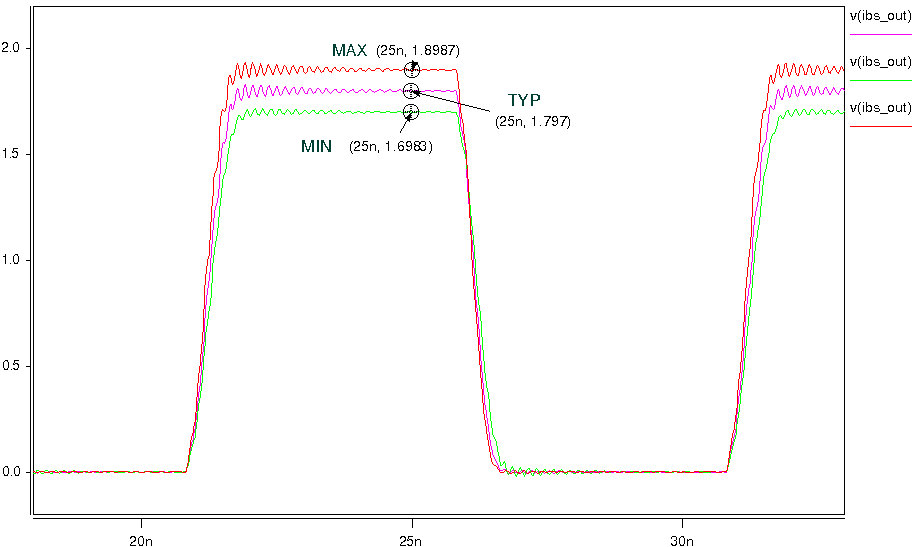 v(ibs_out)
2.0
MAX (25n, 1.8987)
v(ibs_out)
TYP
v(ibs_out)
(25n, 1.797)
MIN (25n, 1.6983)
1.5
1.0
0.5
0.0
20n 25n 30n